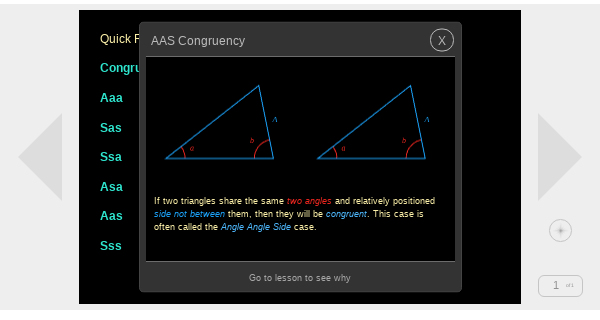 Quick
AAS Congruency
X
Congru
Aaa
Sas
Ssa
Asa
Aas
Sss
a
b
A
a
b
A
If two triangles share the same two angles and relatively positioned
side not between them, then they will be congruent. This case is
often called the Angle Angle Side case.
Go to lesson to see why
1 of 1